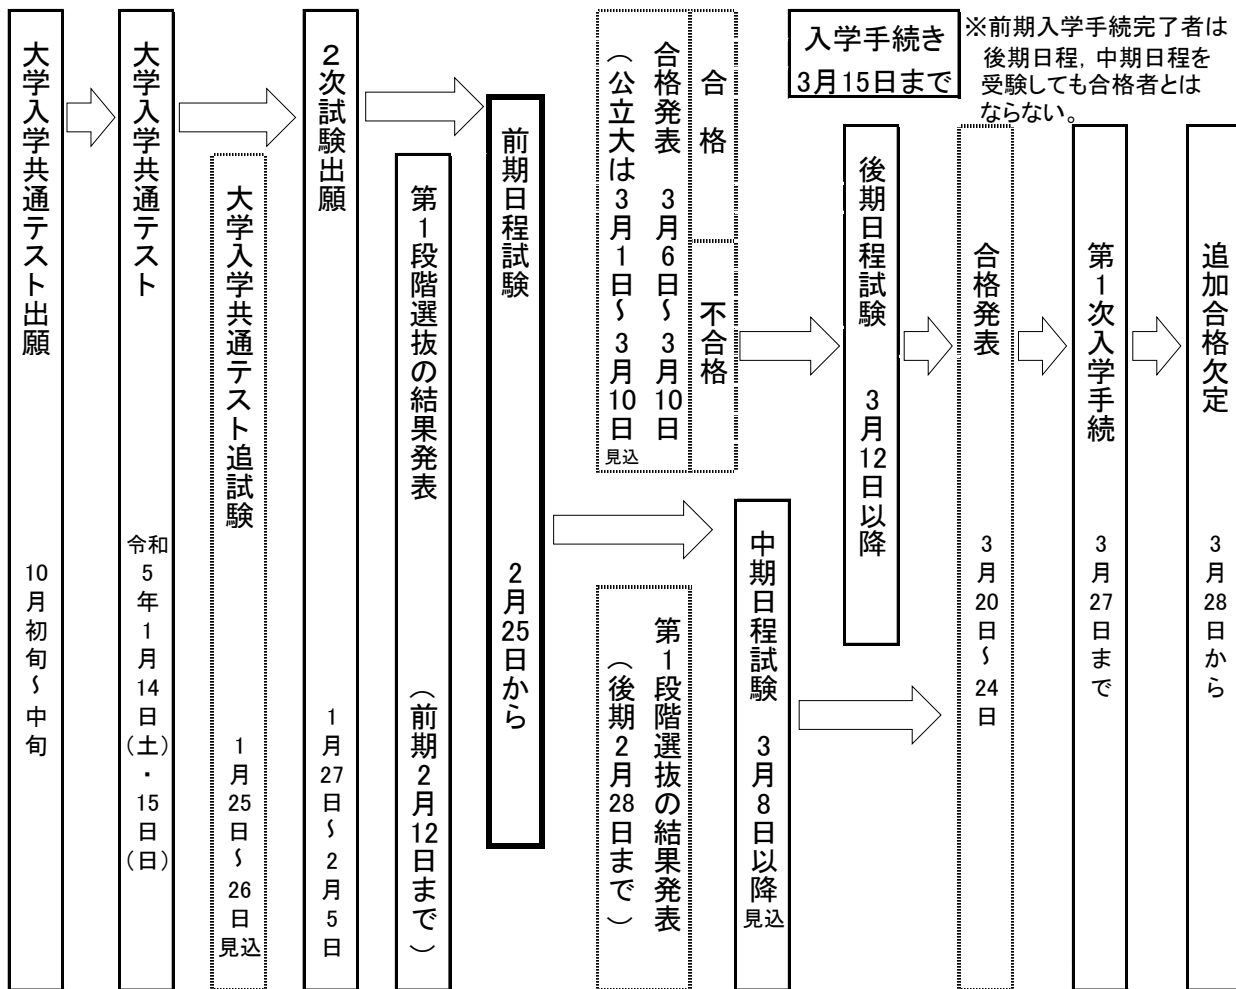 大学入学共通テスト出願　10月初旬～中旬
大学入学共通テスト　令和5年1月14日（土）・15日（日）
大学入学共通テスト追試験　1月25日～26日見込
2次試験出願　1月27日～2月5日
第1段階選抜の結果発表　（前期2月12日まで）
前期日程試験　2月25日から
合格発表　3月6日～3月10日
（公立大は3月1日～3月10日見込
合格
不合格
第1段階選抜の結果発表
（後期2月28日まで）
入学手続き
3月15日まで
※前期入学手続完了者は
後期日程，中期日程を
受験しても合格者とは
ならない。
中期日程試験　3月8日以降見込
後期日程試験　3月12日以降
合格発表　3月20日～24日
第1次入学手続　3月27日まで
追加合格欠定　3月28日から